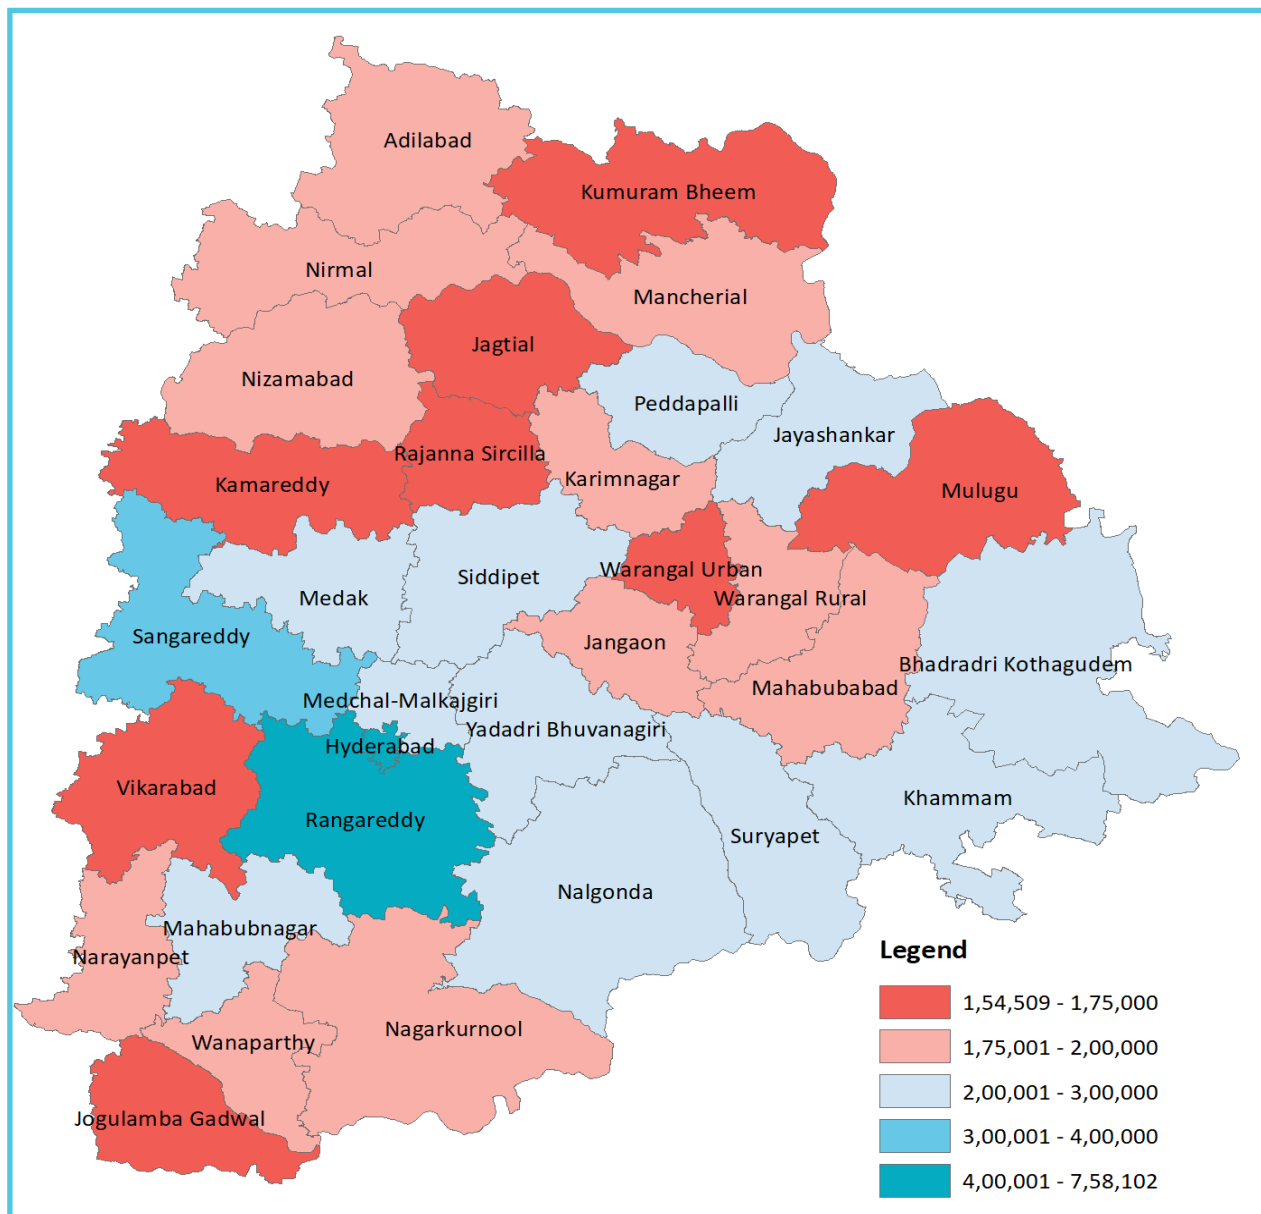 Adilabad
Kumuram Bheem
Nirmal
Mancherial
Jagtial
Nizamabad
Peddapalli
Jayashankar
Rajanna Sircilla
Karimnagar
Kamareddy
Mulugu
Warangal Urban
Siddipet
Medak
Warangal Rural
Sangareddy
Jangaon
Bhadradri Kothagudem
Mahabubabad
Medchal-Malkajgiri
Yadadri Bhuvanagiri
Hyderabad
Vikarabad
Khammam
Rangareddy
Suryapet
Nalgonda
Mahabubnagar
Narayanpet
Nagarkurnool
Wanaparthy
Jogulamba Gadwal
Legend
1,54,509 - 1,75,000
1,75,001 - 2,00,000
2,00,001 - 3,00,000
3,00,001 - 4,00,000
4,00,001 - 7,58,102